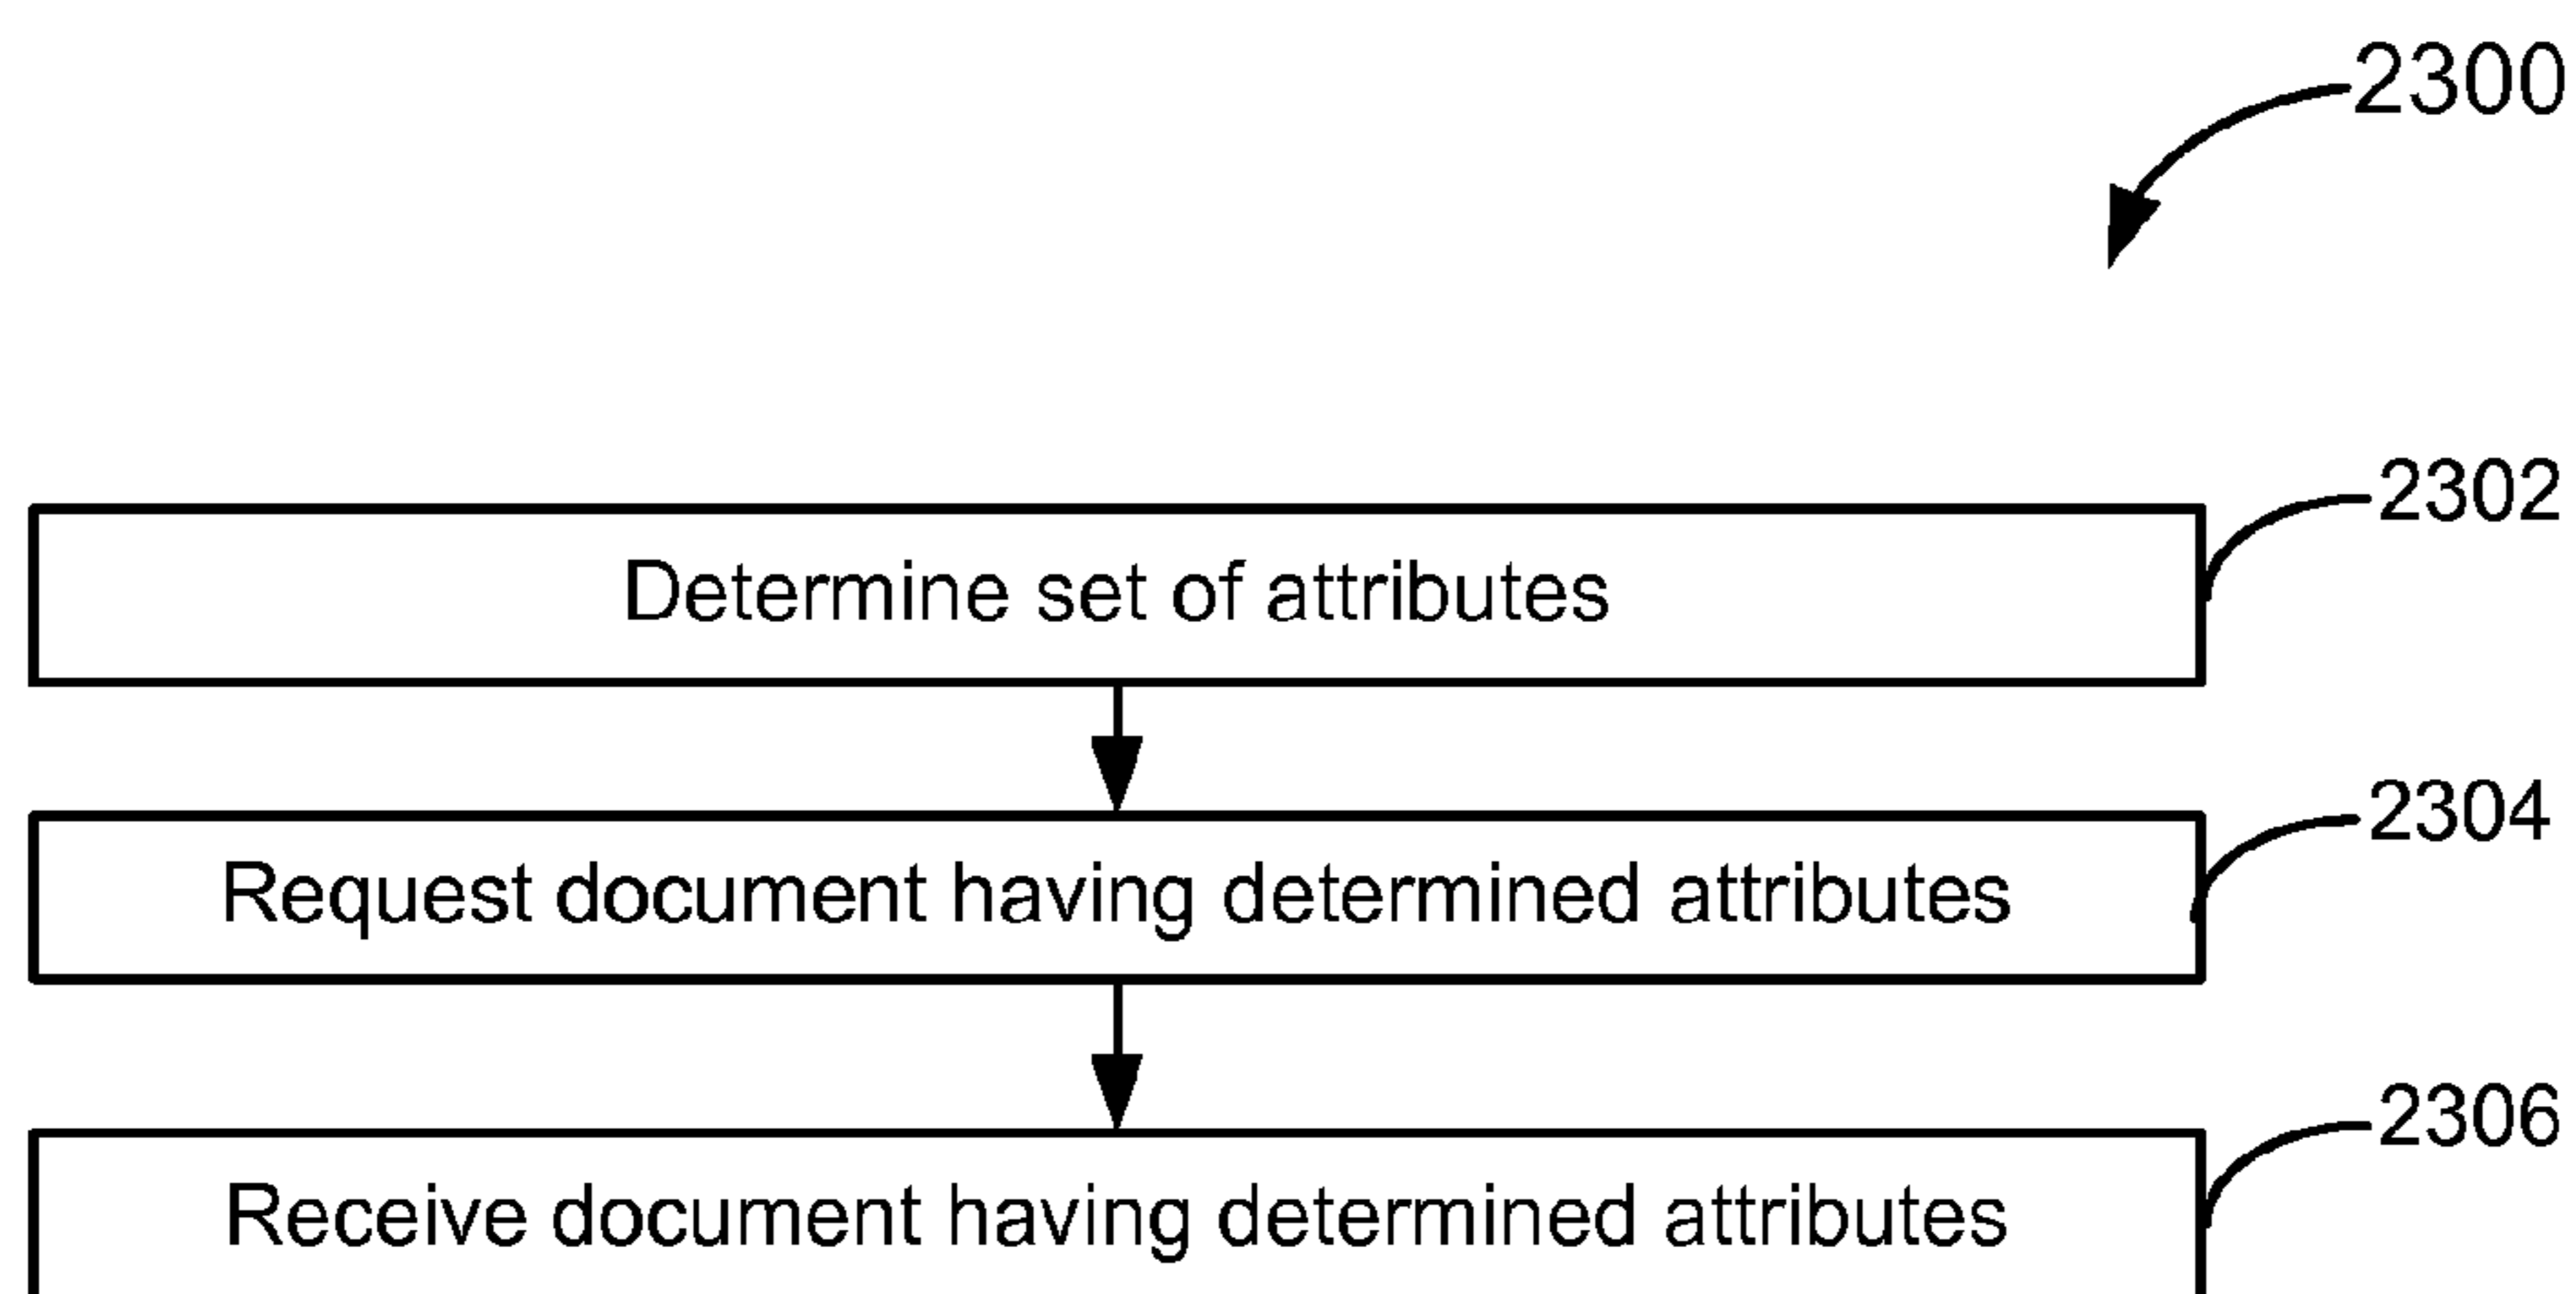 2300
2302
Determine set of attributes
2304
Request document having determined attributes
2306
Receive document having determined attributes